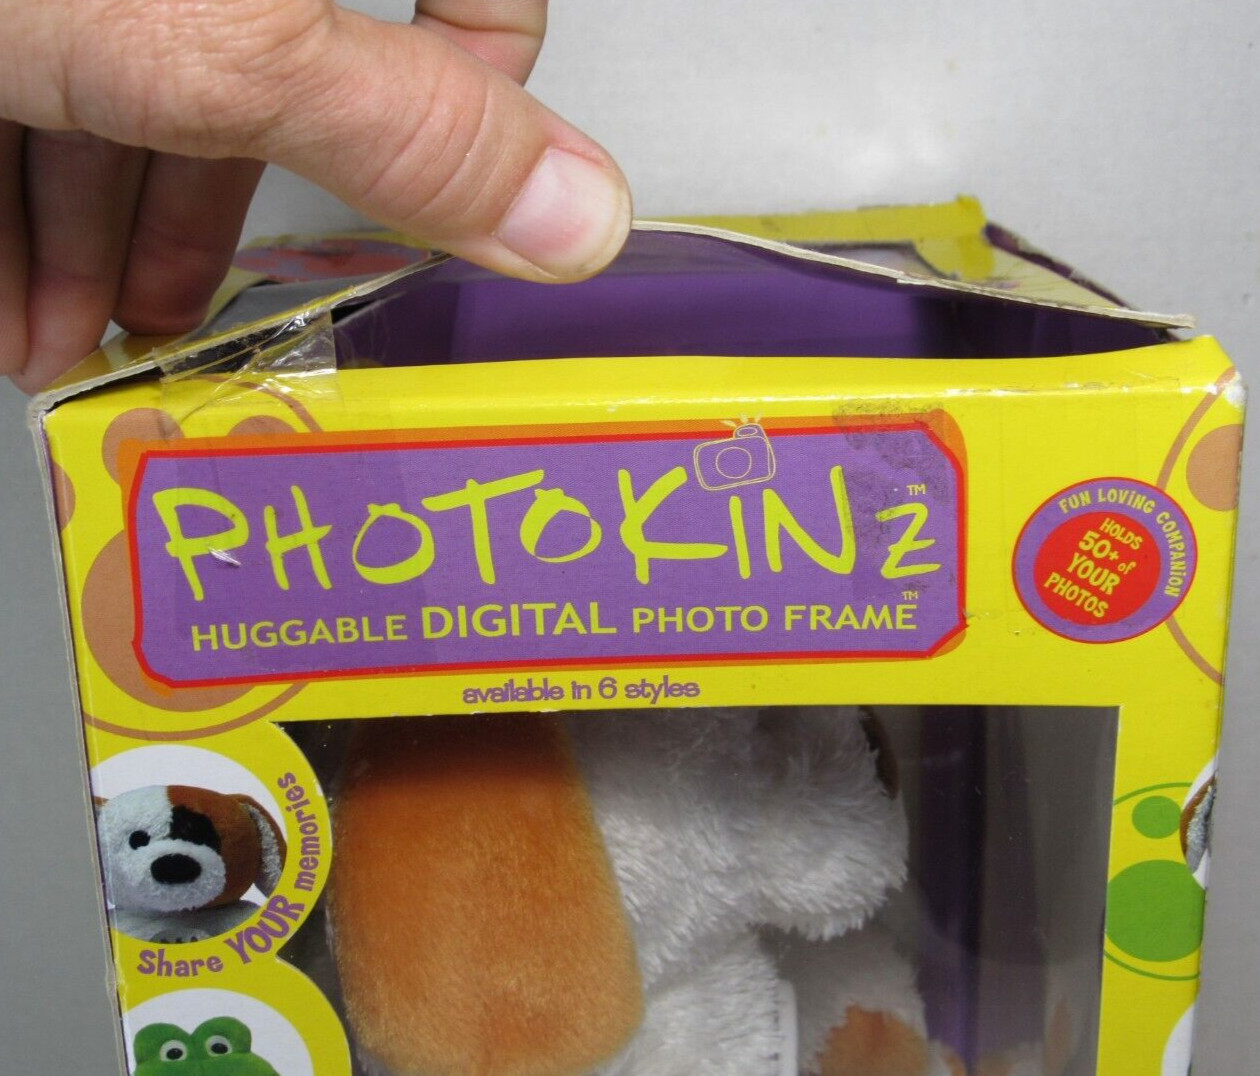 PHOTOKINZ™
HUGGABLE DIGITAL PHOTO FRAME™
available in 6 styles
FUN LOVING COMPANION
HOLDS
50+ of
YOUR
PHOTOS
Share YOUR memories